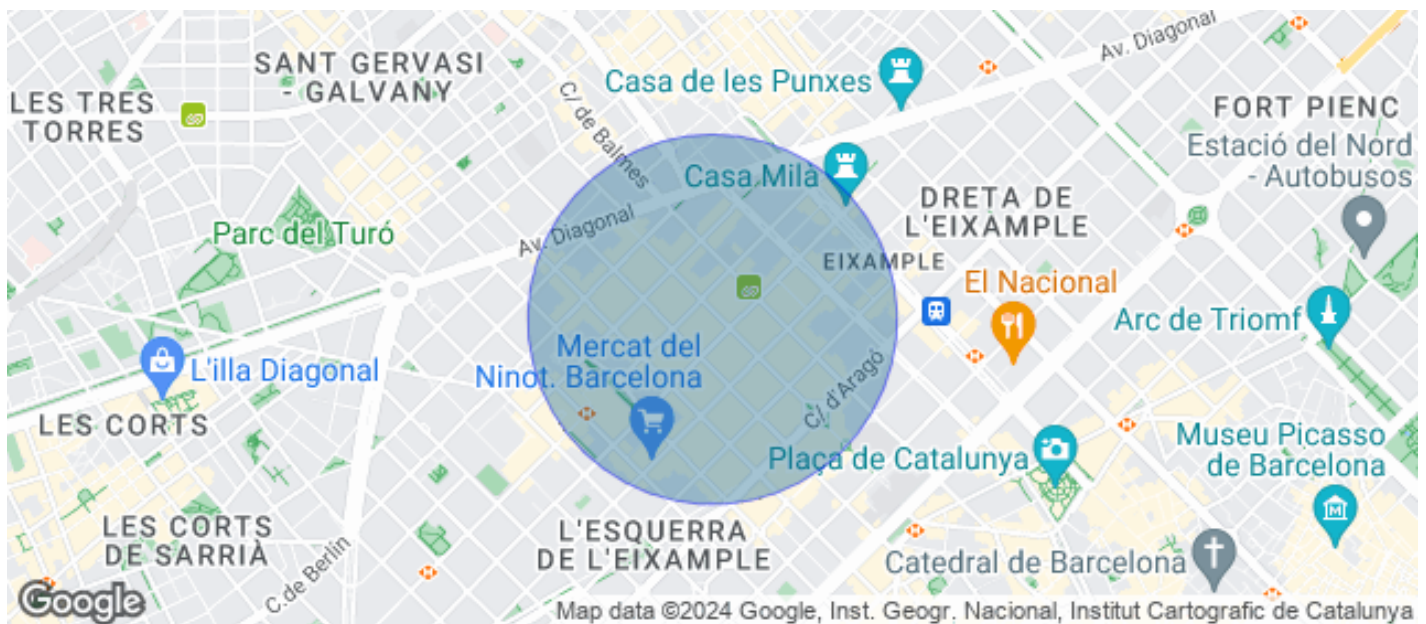 Av. Diagonal
SANT GERVASI
- GALVANY
Casa de les Punxes
LES TRES
TORRES
C/ de Balmes
FORT PIENC
Estació del Nord
- Autobusos
Casa Milà
DRETA DE
L'EIXAMPLE
Parc del Turó
Av. Diagonal
EIXAMPLE
El Nacional
Arc de Triomf
L'illa Diagonal
Mercat del
Ninot. Barcelona
C/ d'Aragó
LES CORTS
Plaça de Catalunya
Museu Picasso
de Barcelona
LES CORTS
DE SARRIÀ
L'ESQUERRA
DE L'EIXAMPLE
Catedral de Barcelona
C. de Berlín
Google
Map data ©2024 Google, Inst. Geogr. Nacional, Institut Cartografic de Catalunya